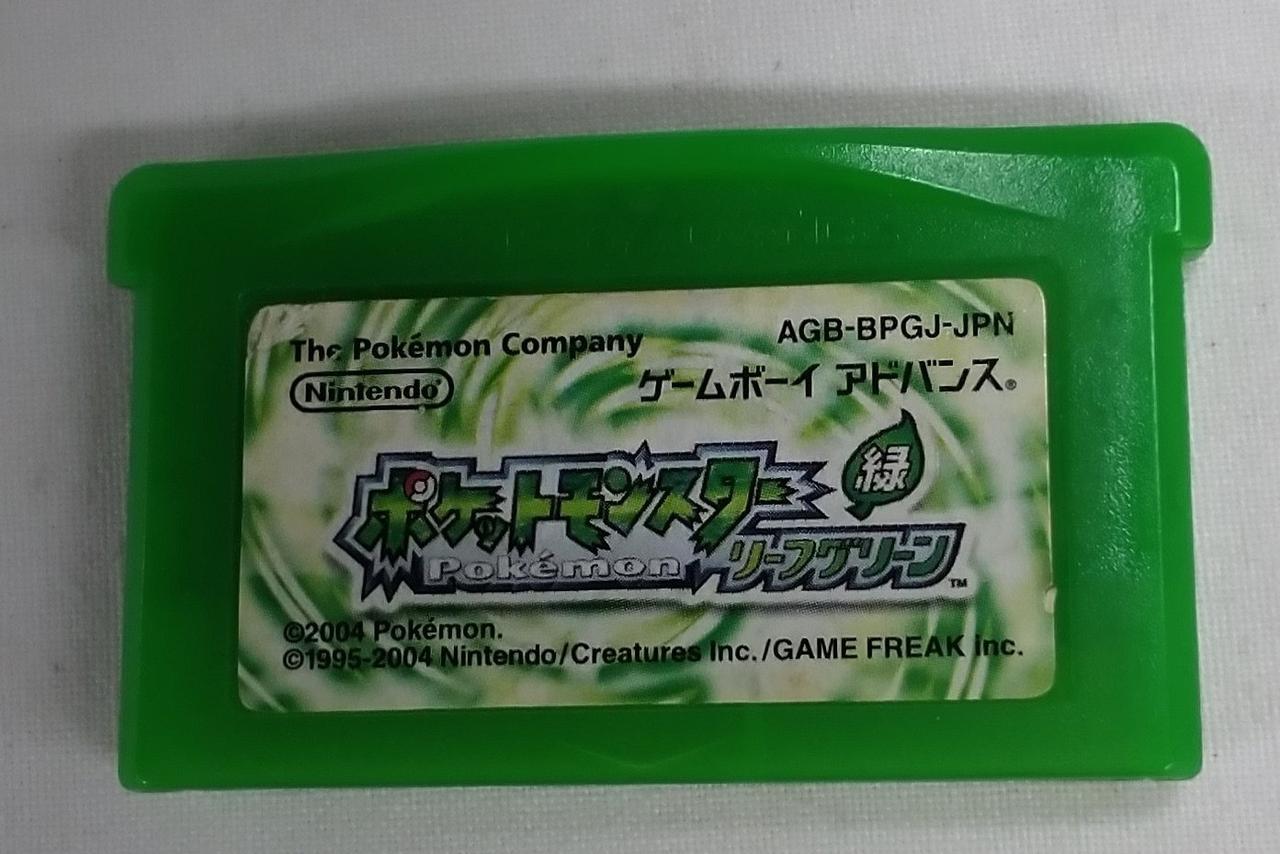 The Pokémon Company
AGB-BPGJ-JPN
Nintendo®
ゲームボーイ アドバンス®
ポケットモンスター 緑
Pokémon リーフグリーン™
©2004 Pokémon.
©1995-2004 Nintendo/Creatures Inc./GAME FREAK inc.